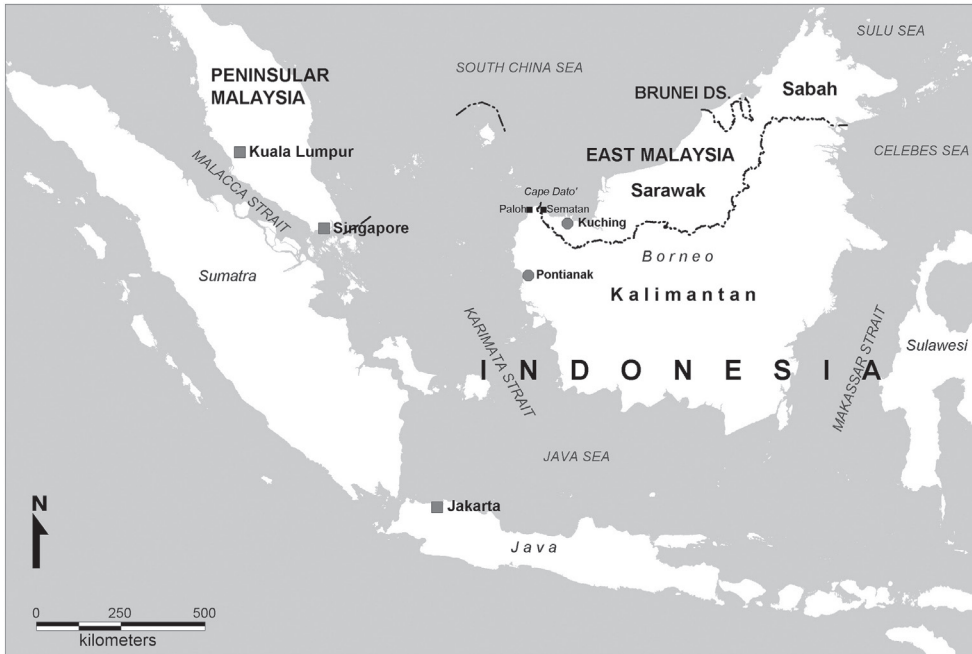 SULU SEA
SOUTH CHINA SEA
PENINSULAR
MALAYSIA
BRUNEI DS.
Sabah
Kuala Lumpur
CELEBES SEA
EAST MALAYSIA
MALACCA STRAIT
Sarawak
Cape Dato'
Paloh
Sematan
Kuching
Singapore
Borneo
Sumatra
Pontianak
Kalimantan
KARIMATA STRAIT
MAKASSAR STRAIT
Sulawesi
INDONESIA
JAVA SEA
N
Jakarta
Java
0 250 500
kilometers